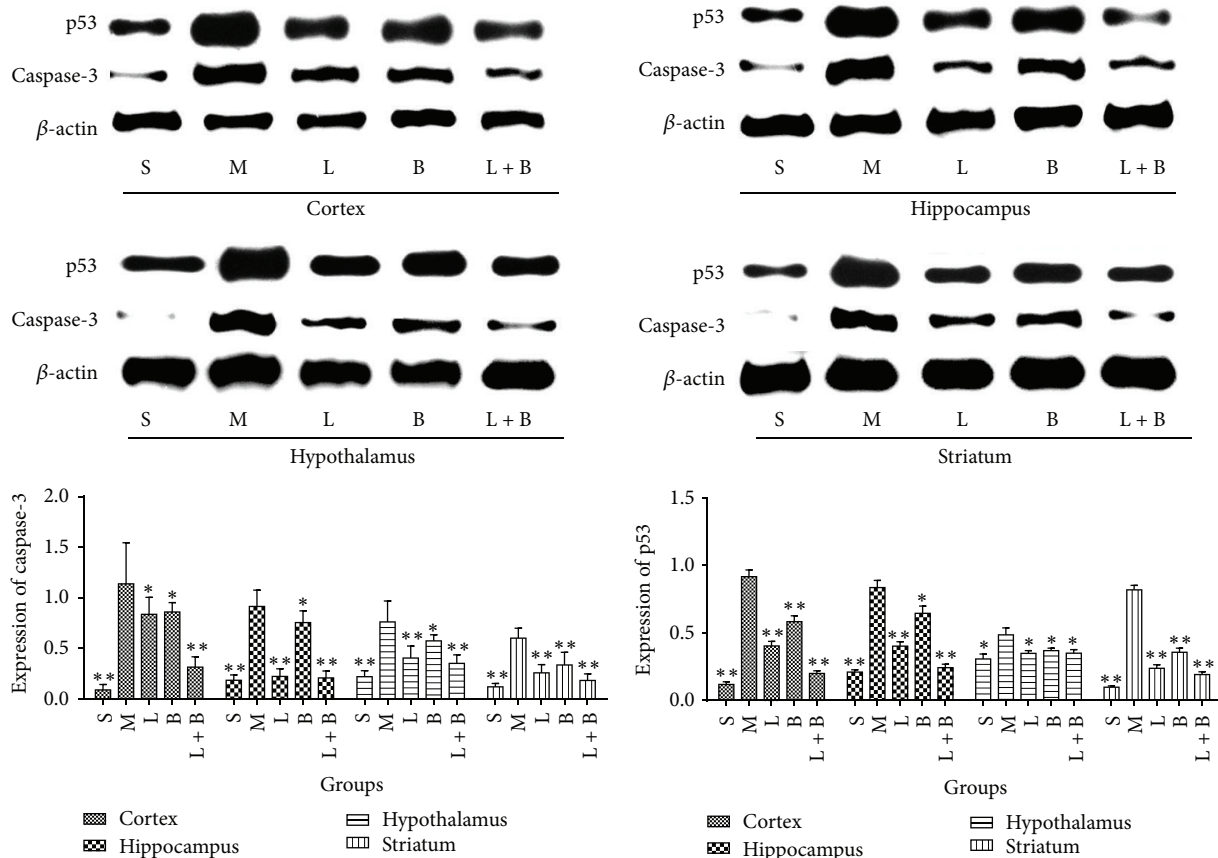 p53
Caspase-3
β-actin
S M L B L + B
Cortex
p53
Caspase-3
β-actin
S M L B L + B
Hippocampus
p53
Caspase-3
β-actin
S M L B L + B
Hypothalamus
p53
Caspase-3
β-actin
S M L B L + B
Striatum
Expression of caspase-3
2.0
1.5
1.0
0.5
0.0
** * * **
** ** * **
** ** * **
** ** ** **
S M L B L + B S M L B L + B S M L B L + B S M L B L + B
Groups
Cortex
Hippocampus
Hypothalamus
Striatum
Expression of p53
1.5
1.0
0.5
0.0
** ** ** **
** ** * **
* * * *
** ** ** **
S M L B L + B S M L B L + B S M L B L + B S M L B L + B
Groups
Cortex
Hippocampus
Hypothalamus
Striatum